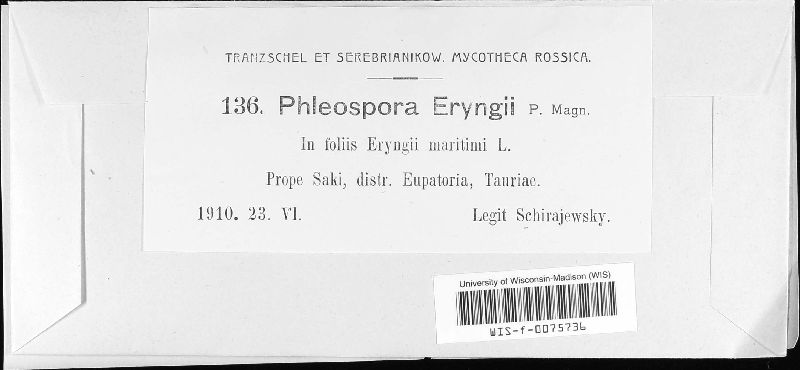 TRANZSCHEL ET SEREBRIANIKOW. MYCOTHECA ROSSICA.
136. Phleospora Eryngii P. Magn.
In foliis Eryngii maritimi L.
Prope Saki, distr. Eupatoria, Tauriae.
1910. 23. VI. Legit Schirajewsky.
University of Wisconsin-Madison (WIS)
WIS-f-0075736